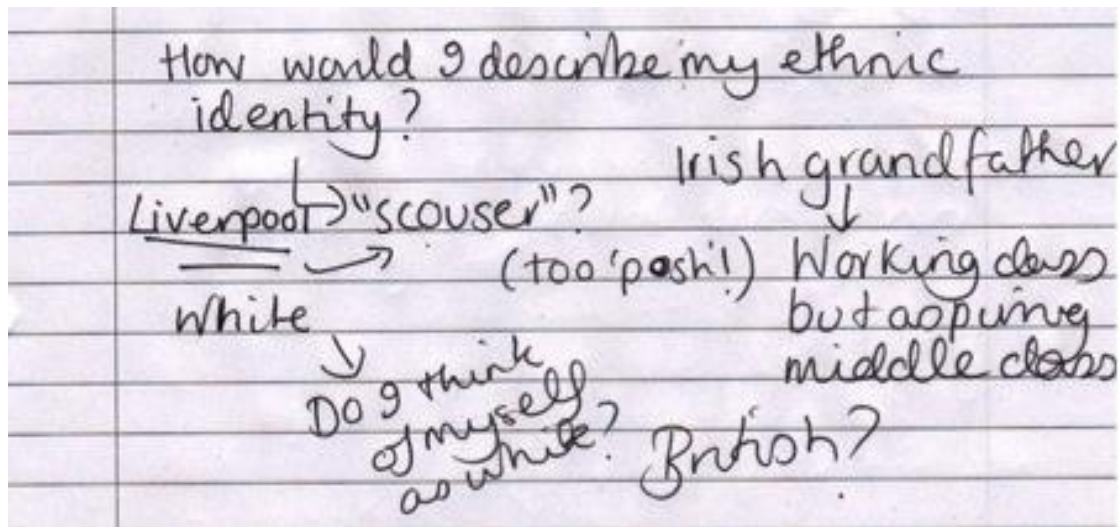 How would I describe my ethnic
identity?
Irish grandfather
Liverpool → "scouser"?
(too 'posh'!) Working class
White but aspiring
middle class
Do I think
of myself
as white?
British?